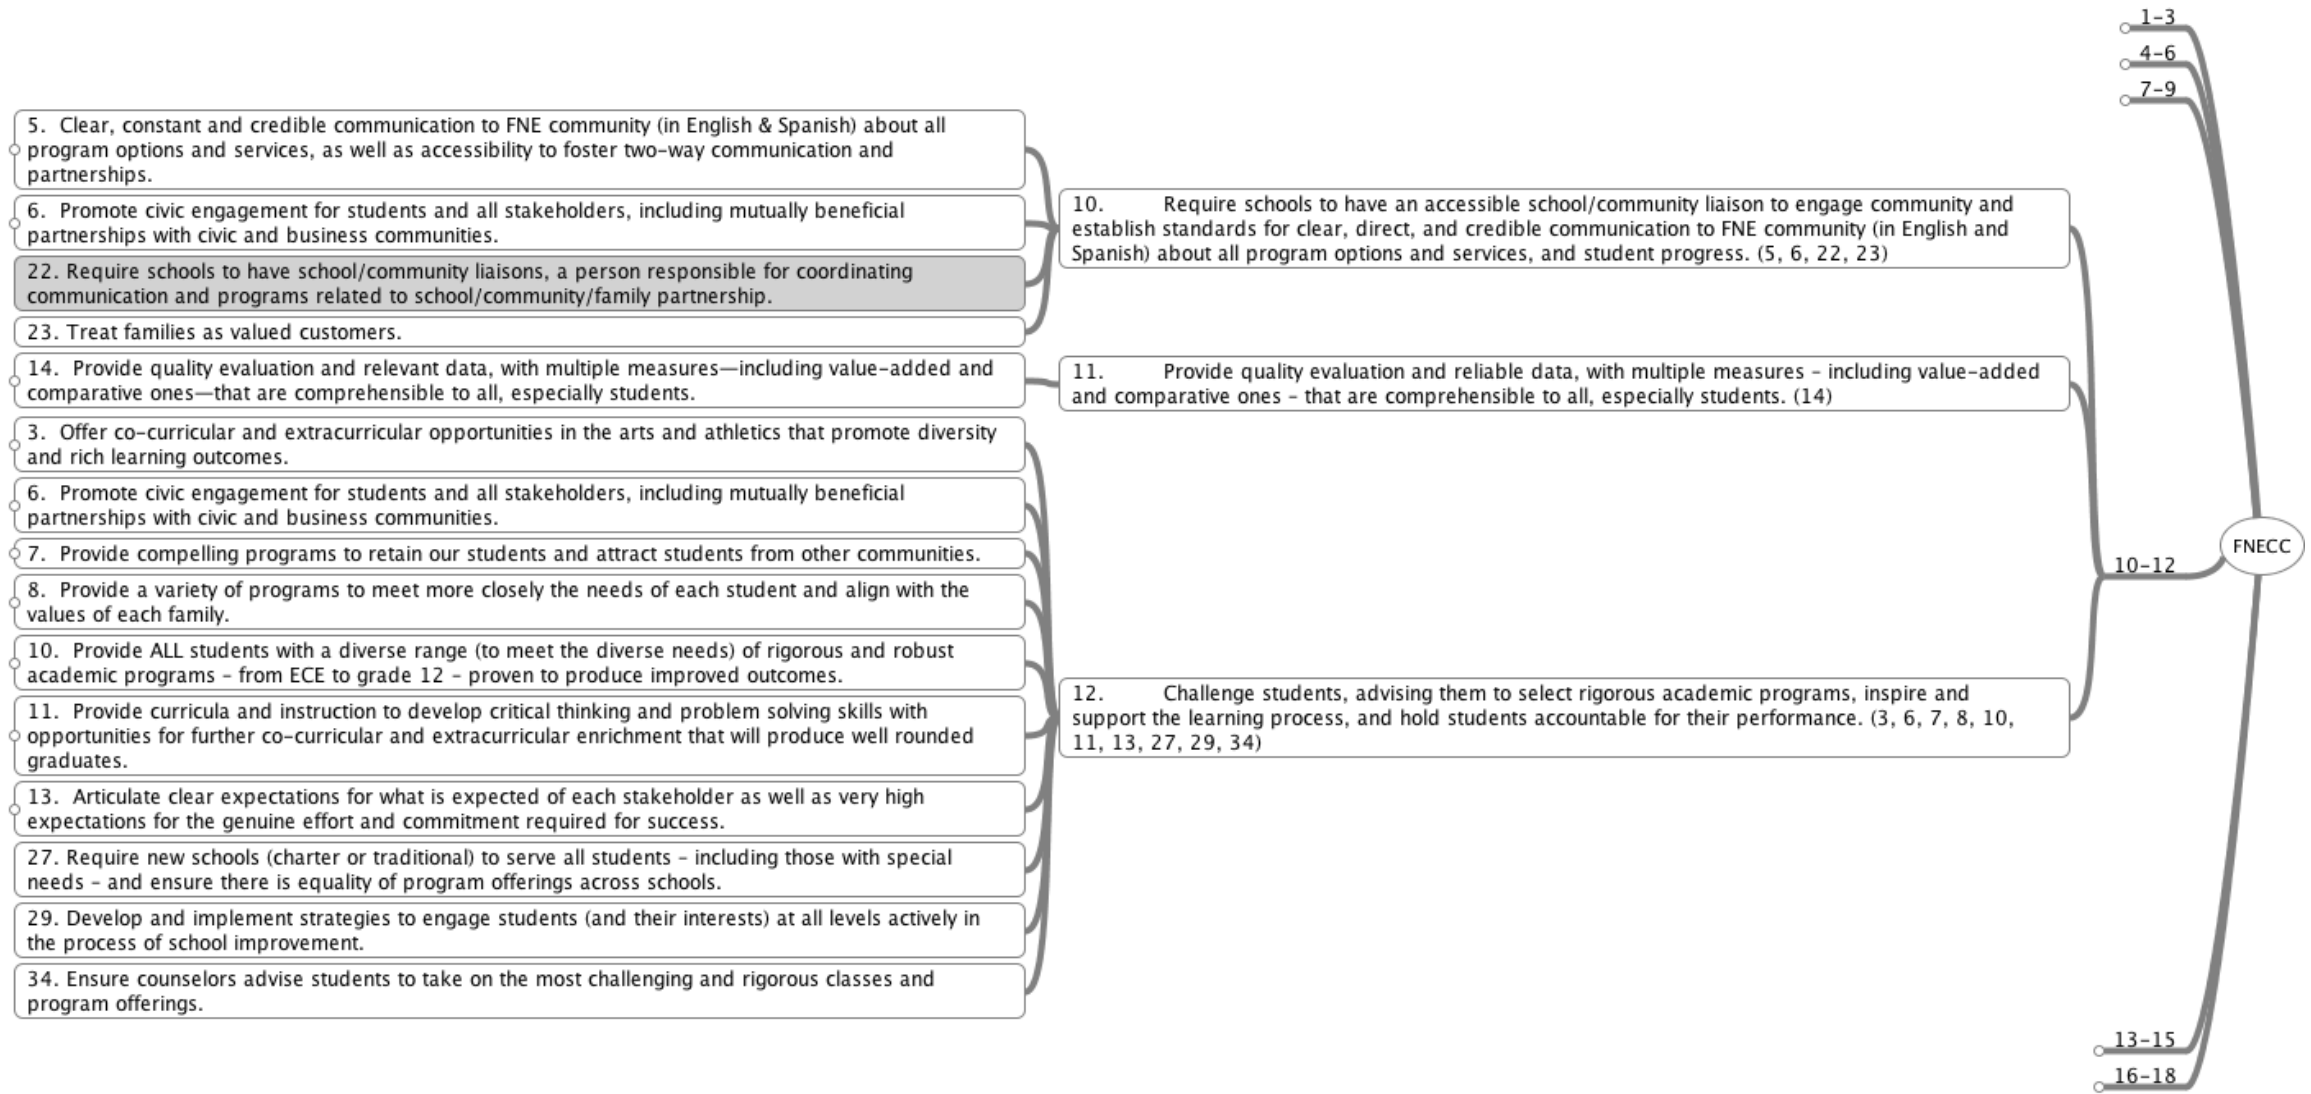 1–3
4–6
7–9
5.  Clear, constant and credible communication to FNE community (in English & Spanish) about all
program options and services, as well as accessibility to foster two-way communication and
partnerships.
6.  Promote civic engagement for students and all stakeholders, including mutually beneficial
partnerships with civic and business communities.
22. Require schools to have school/community liaisons, a person responsible for coordinating
communication and programs related to school/community/family partnership.
23. Treat families as valued customers.
10.        Require schools to have an accessible school/community liaison to engage community and
establish standards for clear, direct, and credible communication to FNE community (in English and
Spanish) about all program options and services, and student progress. (5, 6, 22, 23)
14.  Provide quality evaluation and relevant data, with multiple measures—including value-added and
comparative ones—that are comprehensible to all, especially students.
11.        Provide quality evaluation and reliable data, with multiple measures – including value-added
and comparative ones – that are comprehensible to all, especially students. (14)
3.  Offer co-curricular and extracurricular opportunities in the arts and athletics that promote diversity
and rich learning outcomes.
6.  Promote civic engagement for students and all stakeholders, including mutually beneficial
partnerships with civic and business communities.
7.  Provide compelling programs to retain our students and attract students from other communities.
8.  Provide a variety of programs to meet more closely the needs of each student and align with the
values of each family.
10.  Provide ALL students with a diverse range (to meet the diverse needs) of rigorous and robust
academic programs – from ECE to grade 12 – proven to produce improved outcomes.
11.  Provide curricula and instruction to develop critical thinking and problem solving skills with
opportunities for further co-curricular and extracurricular enrichment that will produce well rounded
graduates.
13.  Articulate clear expectations for what is expected of each stakeholder as well as very high
expectations for the genuine effort and commitment required for success.
27. Require new schools (charter or traditional) to serve all students – including those with special
needs – and ensure there is equality of program offerings across schools.
29. Develop and implement strategies to engage students (and their interests) at all levels actively in
the process of school improvement.
34. Ensure counselors advise students to take on the most challenging and rigorous classes and
program offerings.
12.        Challenge students, advising them to select rigorous academic programs, inspire and
support the learning process, and hold students accountable for their performance. (3, 6, 7, 8, 10,
11, 13, 27, 29, 34)
10–12
FNECC
13–15
16–18